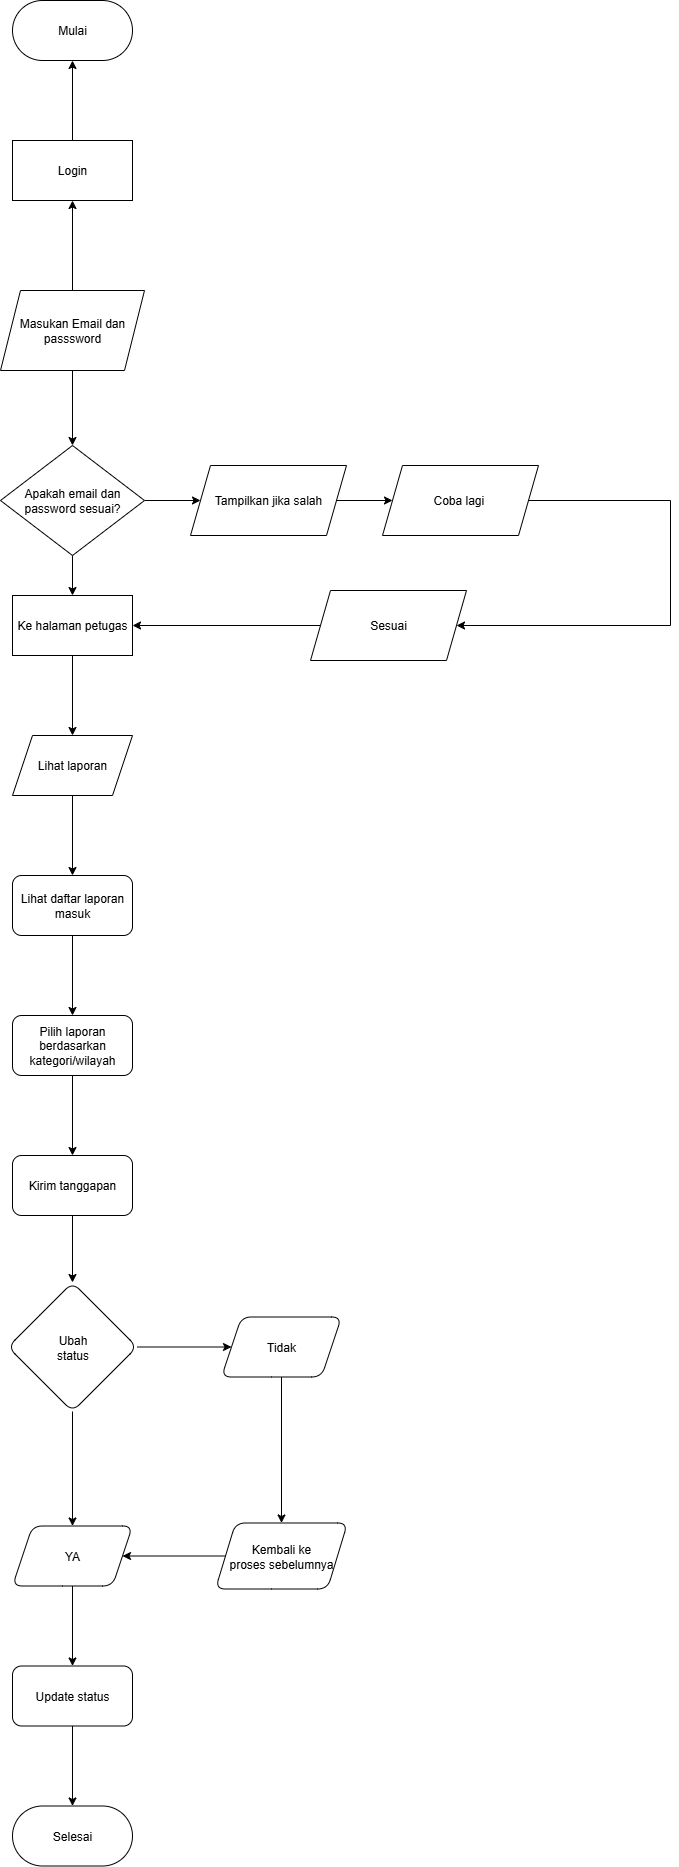 Mulai
Login
Masukan Email dan
passsword
Apakah email dan
password sesuai?
Tampilkan jika salah
Coba lagi
Ke halaman petugas
Sesuai
Lihat laporan
Lihat daftar laporan
masuk
Pilih laporan
berdasarkan
kategori/wilayah
Kirim tanggapan
Ubah
status
Tidak
YA
Kembali ke
proses sebelumnya
Update status
Selesai